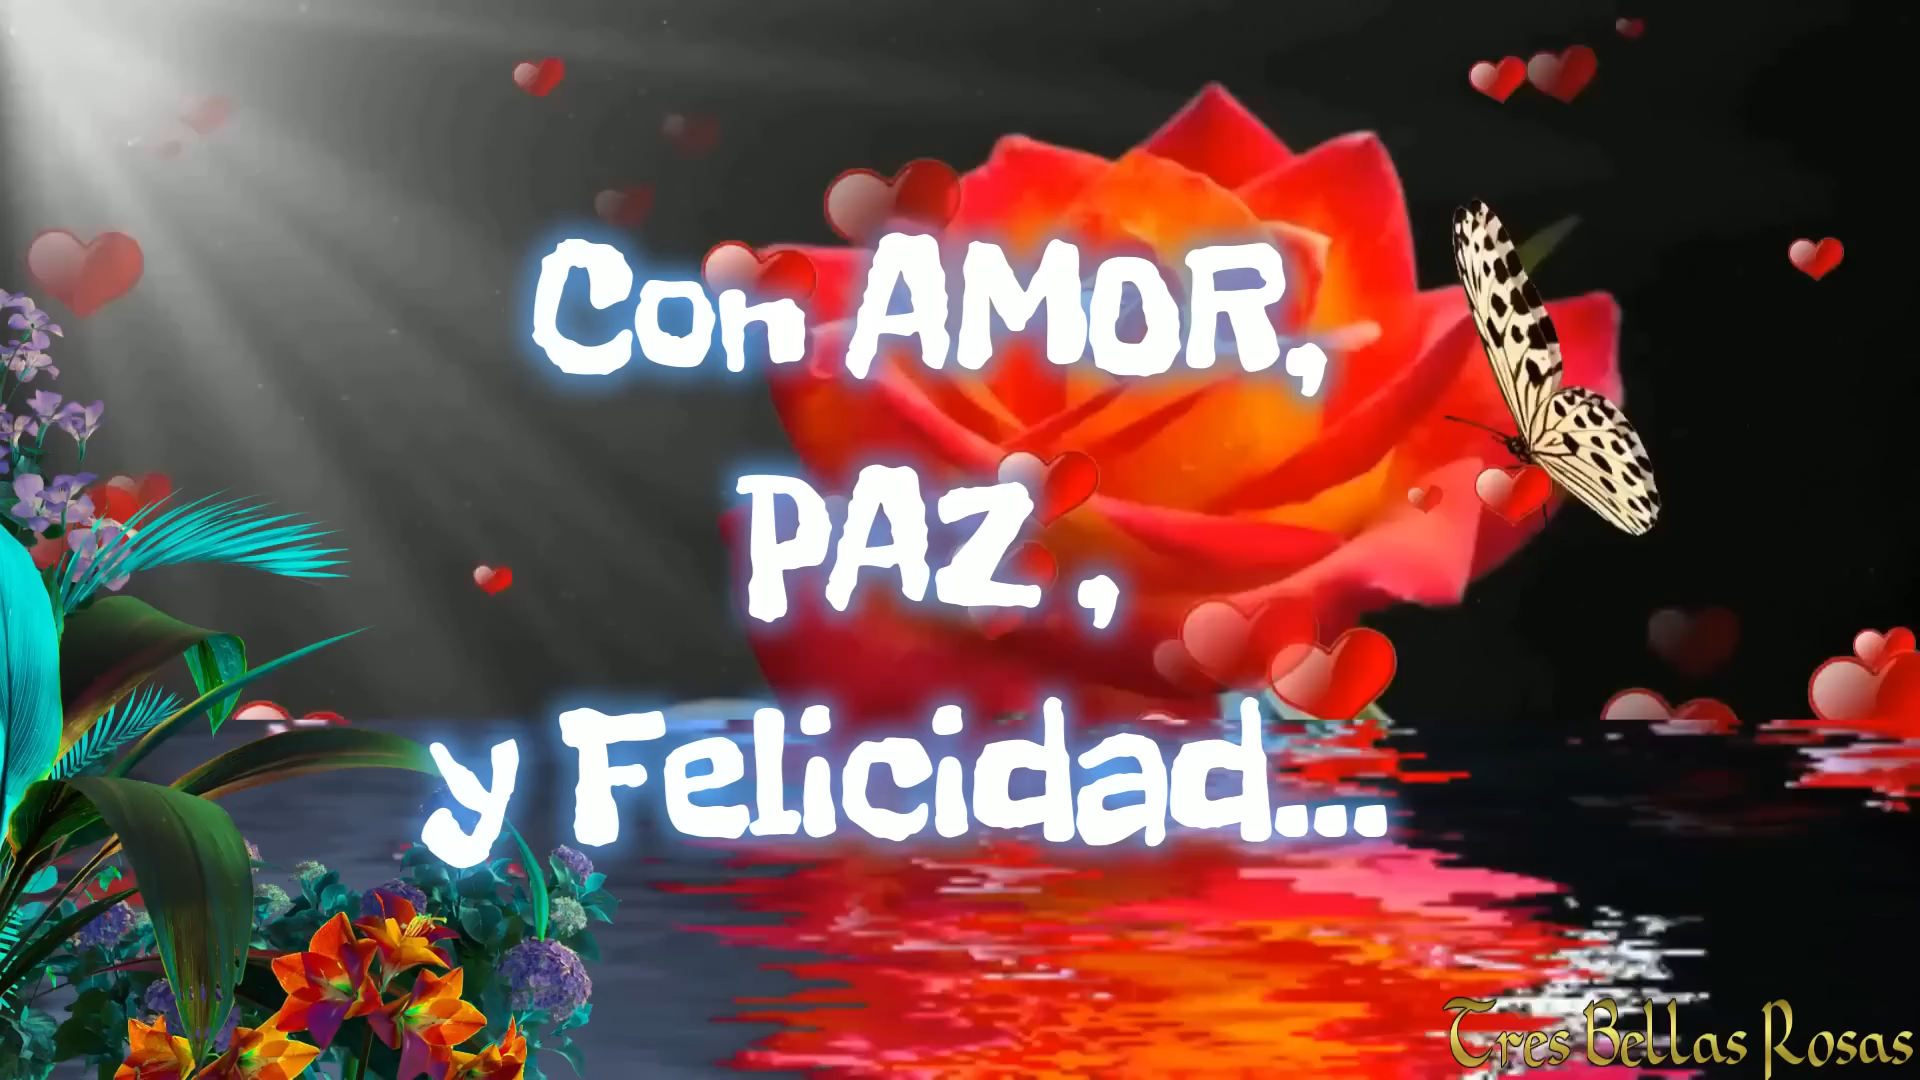 Con AMOR,
PAZ ,
y Felicidad...
Tres Bellas Rosas